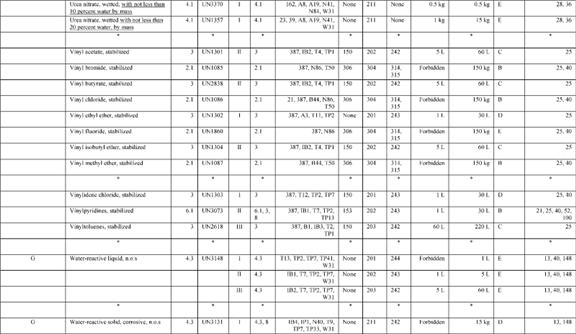 Urea nitrate, wetted with not less than 10 percent water by mass 4.1 UN3370 I 4.1 162, A8, A19, N41, N84, W31 None 211 None 0.5 kg 0.5 kg E 28, 36
Urea nitrate, wetted with not less than 20 percent water by mass 4.1 UN1357 I 4.1 23, 39, A8, A19, N41, W31 None 211 None 1 kg 15 kg E 28, 36
* * * * * * *
Vinyl acetate, stabilized 3 UN1301 II 3 387, IB2, T4, TP1 150 202 242 5 L 60 L C 25
Vinyl bromide, stabilized 2.1 UN1085 2.1 387, N86, T50 306 304 314, 315 Forbidden 150 kg B 25, 40
Vinyl butyrate, stabilized 3 UN2838 II 3 387, IB2, T4, TP1 150 202 242 5 L 60 L C 25
Vinyl chloride, stabilized 2.1 UN1086 2.1 21, 387, B44, N86, T50 306 304 314, 315 Forbidden 150 kg B 25, 40
Vinyl ethyl ether, stabilized 3 UN1302 I 3 387, A3, T11, TP2 None 201 243 1 L 30 L D 25
Vinyl fluoride, stabilized 2.1 UN1860 2.1 387, N86 306 304 314, 315 Forbidden 150 kg E 25, 40
Vinyl isobutyl ether, stabilized 3 UN1304 II 3 387, IB2, T4, TP1 150 202 242 5 L 60 L C 25
Vinyl methyl ether, stabilized 2.1 UN1087 2.1 387, B44, T50 306 304 314, 315 Forbidden 150 kg B 25, 40
* * * * * * *
Vinylidene chloride, stabilized 3 UN1303 I 3 387, T12, TP2, TP7 150 201 243 1 L 30 L D 25, 40
Vinylpyridines, stabilized 6.1 UN3073 II 6.1, 3, 8 387, IB1, T7, TP2, TP13 153 202 243 1 L 30 L B 21, 25, 40, 52, 100
Vinyltoluenes, stabilized 3 UN2618 III 3 387, B1, IB3, T2, TP1 150 203 242 60 L 220 L C 25
* * * * * * *
G Water-reactive liquid, n.o.s 4.3 UN3148 I 4.3 T13, TP2, TP7, TP41, W31 None 201 244 Forbidden 1 L E 13, 40, 148
II 4.3 IB1, T7, TP2, TP7, W31 None 202 243 1 L 5 L E 13, 40, 148
III 4.3 IB2, T7, TP2, TP7, W31 None 203 242 5 L 60 L E 13, 40, 148
* * * * * * *
G Water-reactive solid, corrosive, n.o.s 4.3 UN3131 I 4.3, 8 IB4, IP1, N40, T9, TP7, TP33, W31 None 211 242 Forbidden 15 kg D 13, 148